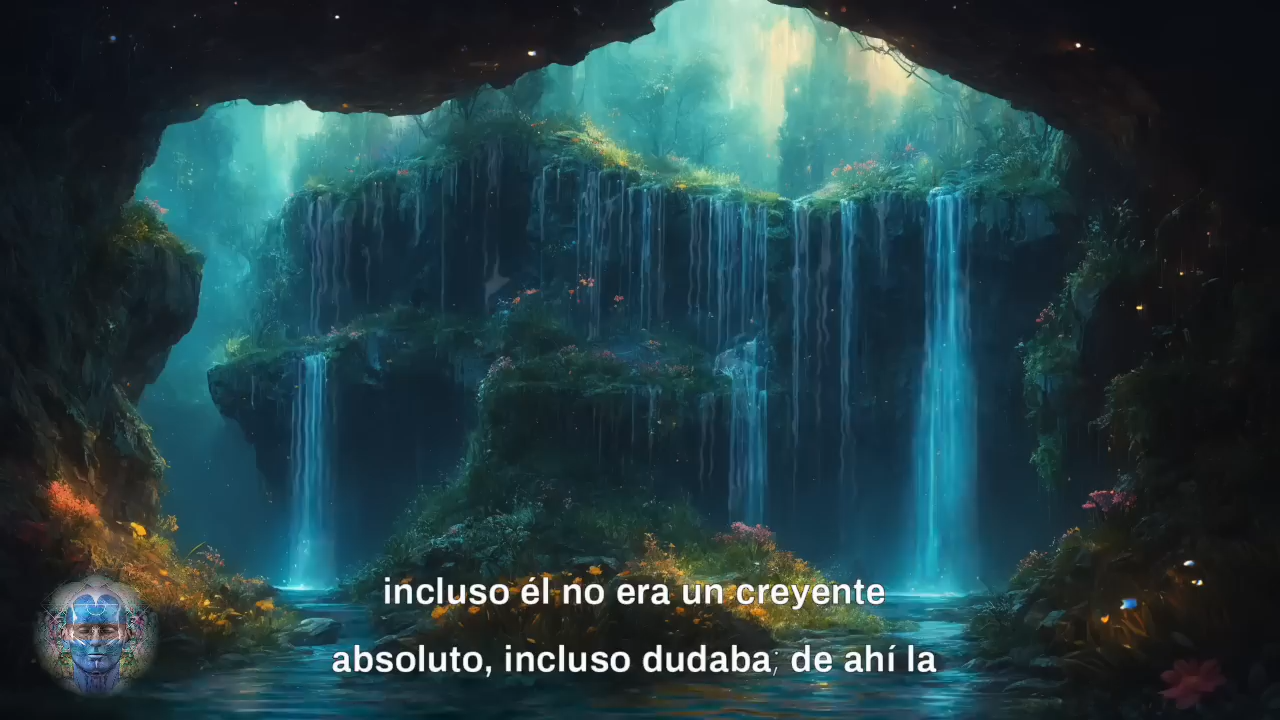 incluso él no era un creyente
absoluto, incluso dudaba; de ahí la